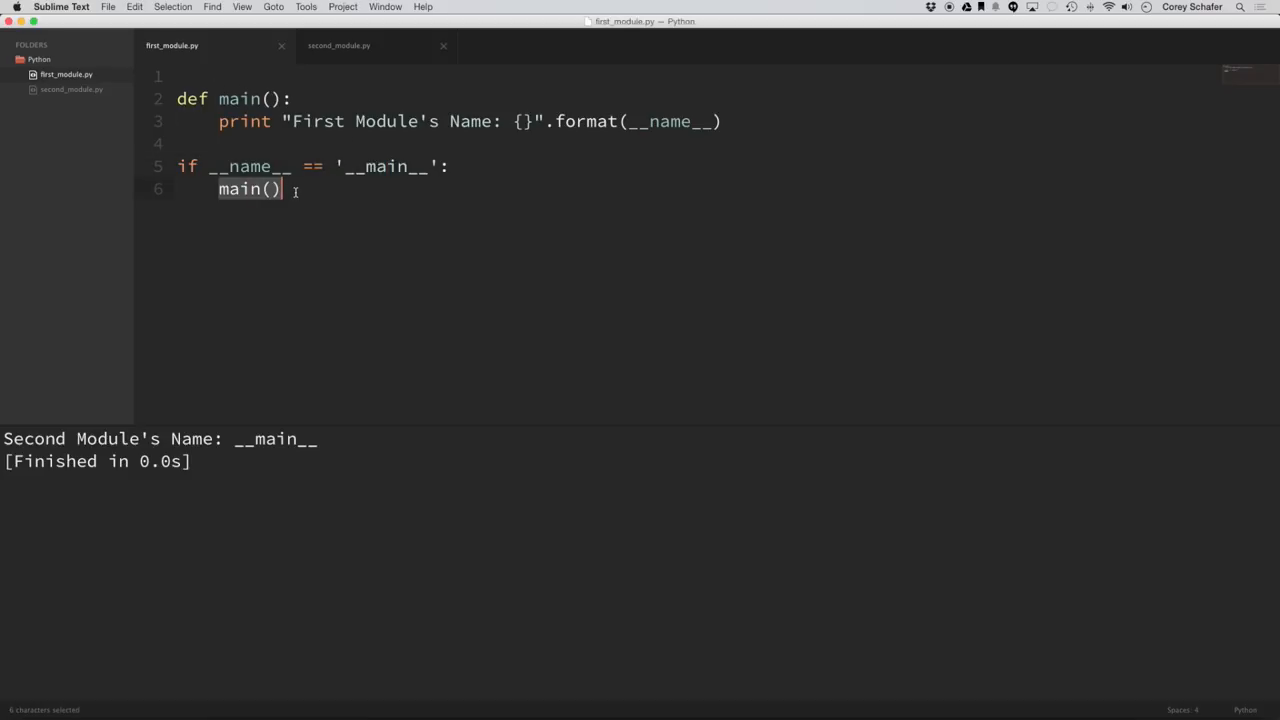 Sublime Text File Edit Selection Find View Goto Tools Project Window Help Corey Schafer
first_module.py — Python
FOLDERS
Python
first_module.py
second_module.py
first_module.py second_module.py
1
2 def main():
3 print "First Module's Name: {}".format(__name__)
4
5 if __name__ == '__main__':
6 main()
Second Module's Name: __main__
[Finished in 0.0s]
6 characters selected Spaces: 4 Python